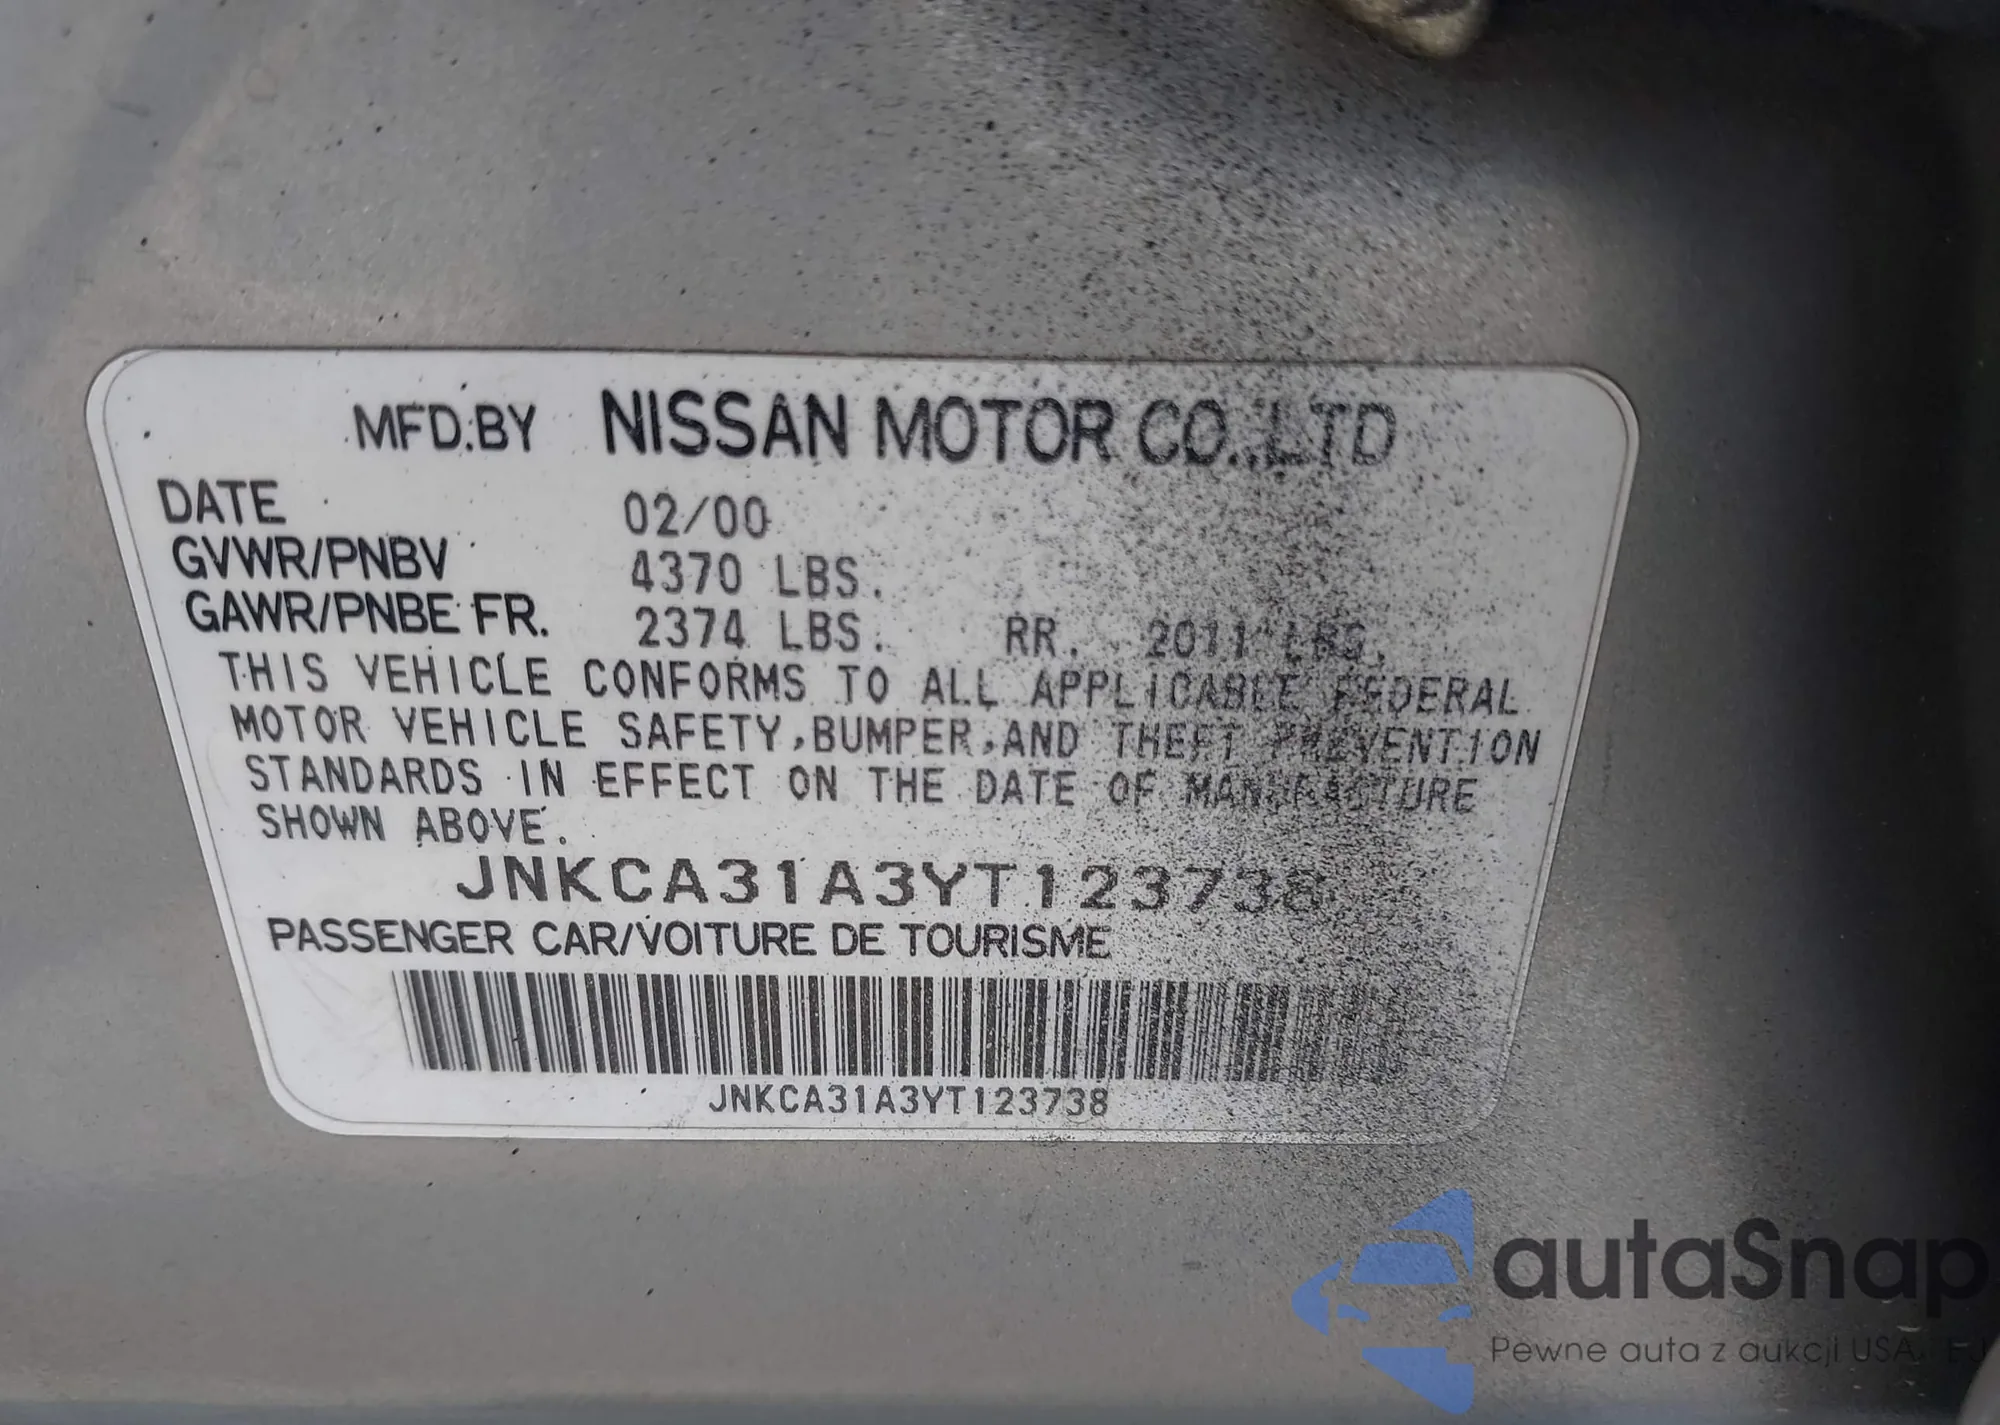 MFD.BY NISSAN MOTOR CO.,LTD
DATE 02/00
GVWR/PNBV 4370 LBS.
GAWR/PNBE FR. 2374 LBS. RR. 2011 LBS.
THIS VEHICLE CONFORMS TO ALL APPLICABLE FEDERAL
MOTOR VEHICLE SAFETY,BUMPER,AND THEFT PREVENTION
STANDARDS IN EFFECT ON THE DATE OF MANUFACTURE
SHOWN ABOVE.
JNKCA31A3YT123738
PASSENGER CAR/VOITURE DE TOURISME
JNKCA31A3YT123738
autaSnap
Pewne auta z aukcji USA